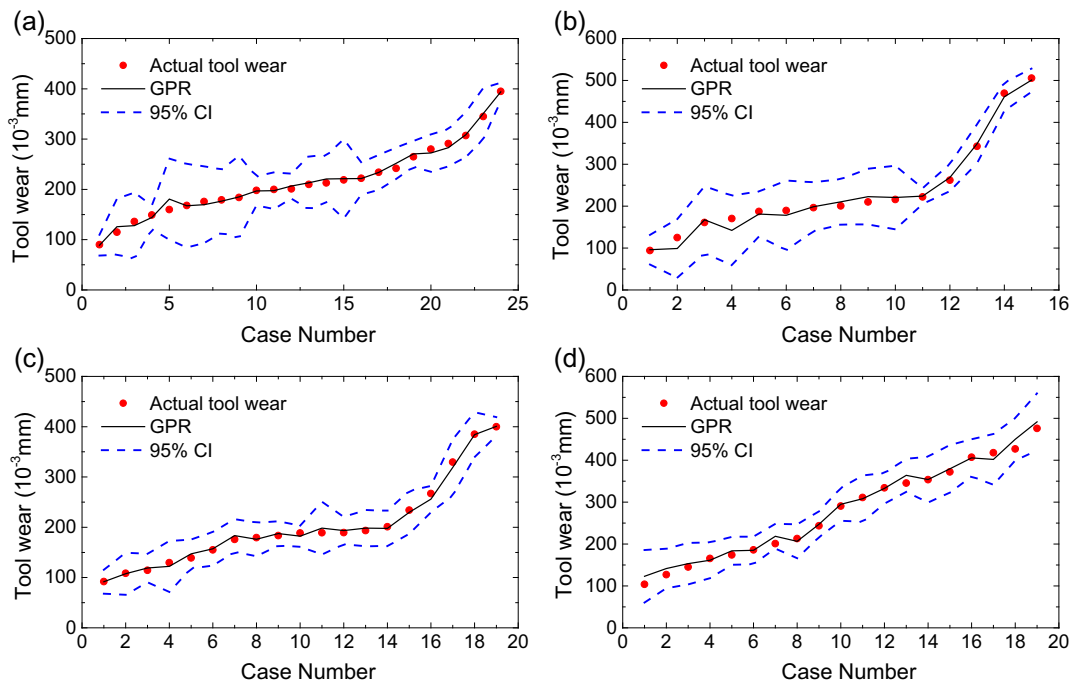 (a)
500
400
300
200
100
0
Tool wear (10⁻³mm)
Actual tool wear
GPR
95% CI
0 5 10 15 20 25
Case Number
(b)
600
500
400
300
200
100
0
Tool wear (10⁻³mm)
Actual tool wear
GPR
95% CI
0 2 4 6 8 10 12 14 16
Case Number
(c)
500
400
300
200
100
0
Tool wear (10⁻³mm)
Actual tool wear
GPR
95% CI
0 2 4 6 8 10 12 14 16 18 20
Case Number
(d)
600
500
400
300
200
100
0
Tool wear (10⁻³mm)
Actual tool wear
GPR
95% CI
0 2 4 6 8 10 12 14 16 18 20
Case Number